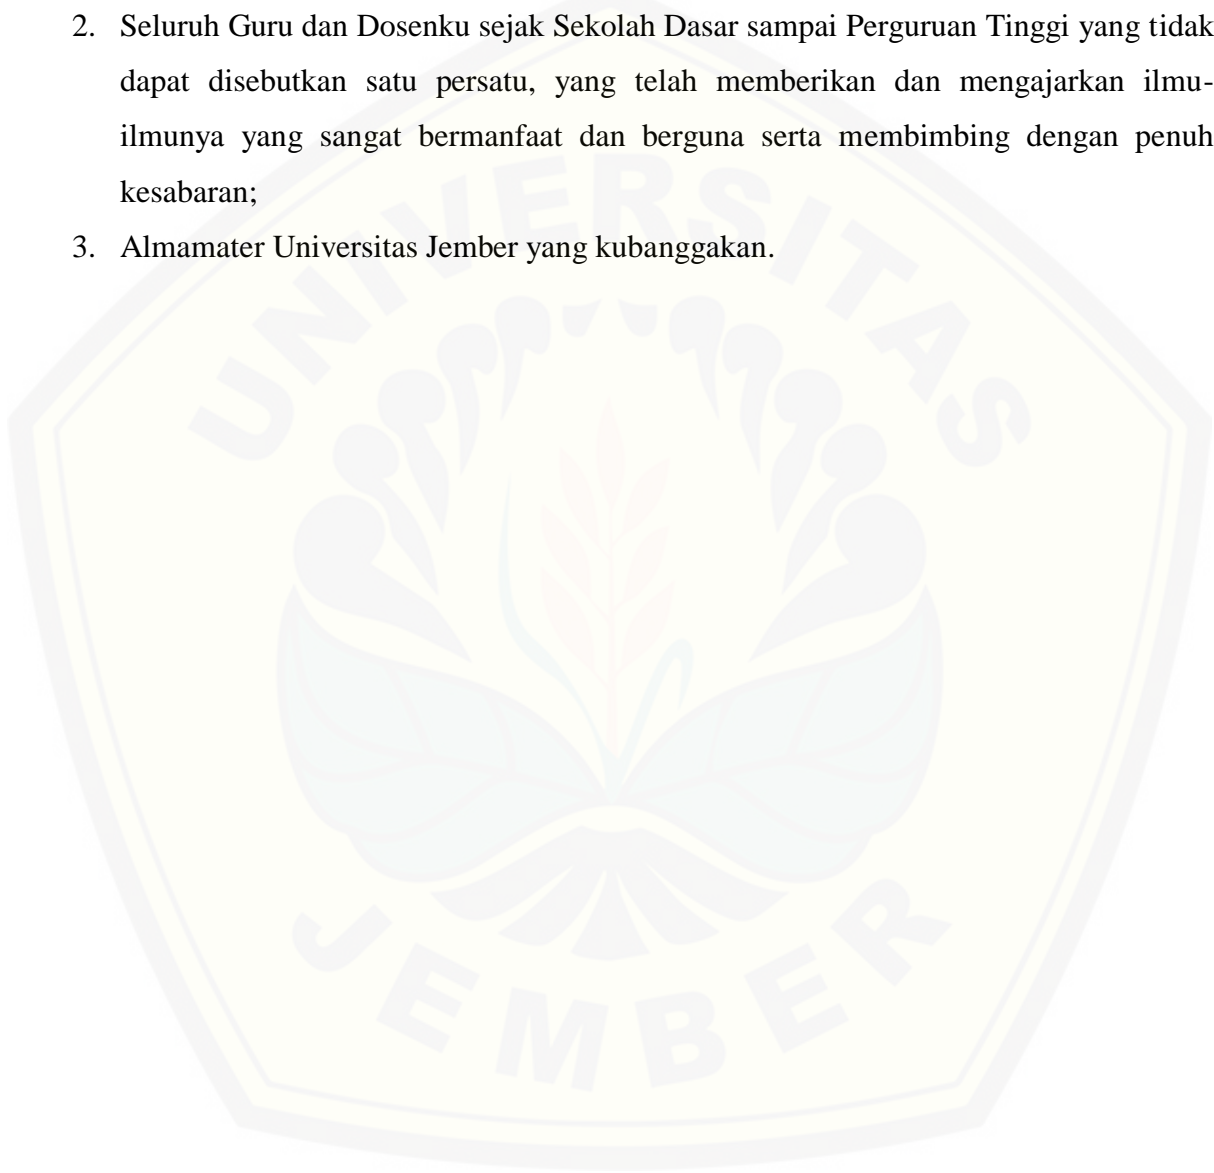 2. Seluruh Guru dan Dosenku sejak Sekolah Dasar sampai Perguruan Tinggi yang tidak
dapat disebutkan satu persatu, yang telah memberikan dan mengajarkan ilmu-
ilmunya yang sangat bermanfaat dan berguna serta membimbing dengan penuh
kesabaran;
3. Almamater Universitas Jember yang kubanggakan.
UNIVERSITAS
JEMBER